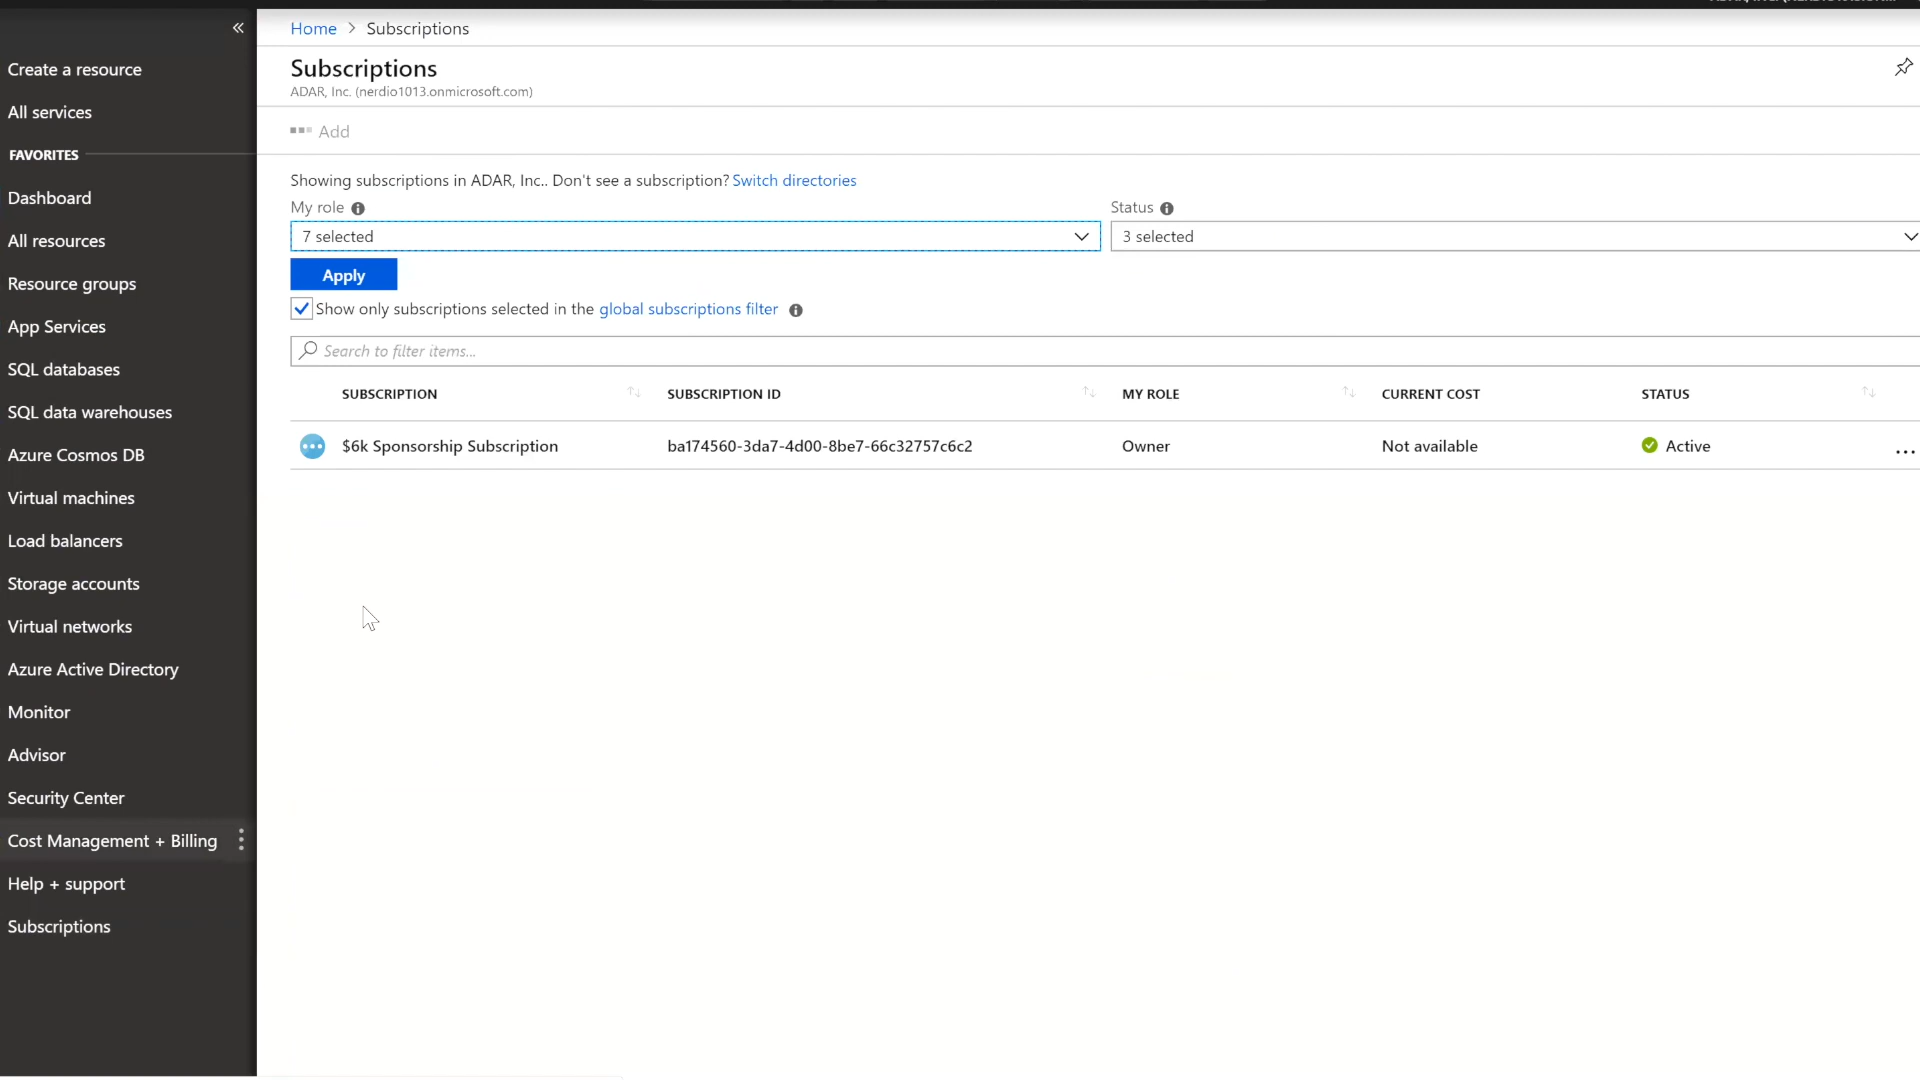 Home > Subscriptions
Subscriptions
ADAR, Inc. (nerdio1013.onmicrosoft.com)
Add
Showing subscriptions in ADAR, Inc.. Don't see a subscription? Switch directories
My role
Status
7 selected
3 selected
Apply
Show only subscriptions selected in the global subscriptions filter
Search to filter items...
SUBSCRIPTION SUBSCRIPTION ID MY ROLE CURRENT COST STATUS
$6k Sponsorship Subscription ba174560-3da7-4d00-8be7-66c32757c6c2 Owner Not available Active
Create a resource
All services
FAVORITES
Dashboard
All resources
Resource groups
App Services
SQL databases
SQL data warehouses
Azure Cosmos DB
Virtual machines
Load balancers
Storage accounts
Virtual networks
Azure Active Directory
Monitor
Advisor
Security Center
Cost Management + Billing
Help + support
Subscriptions